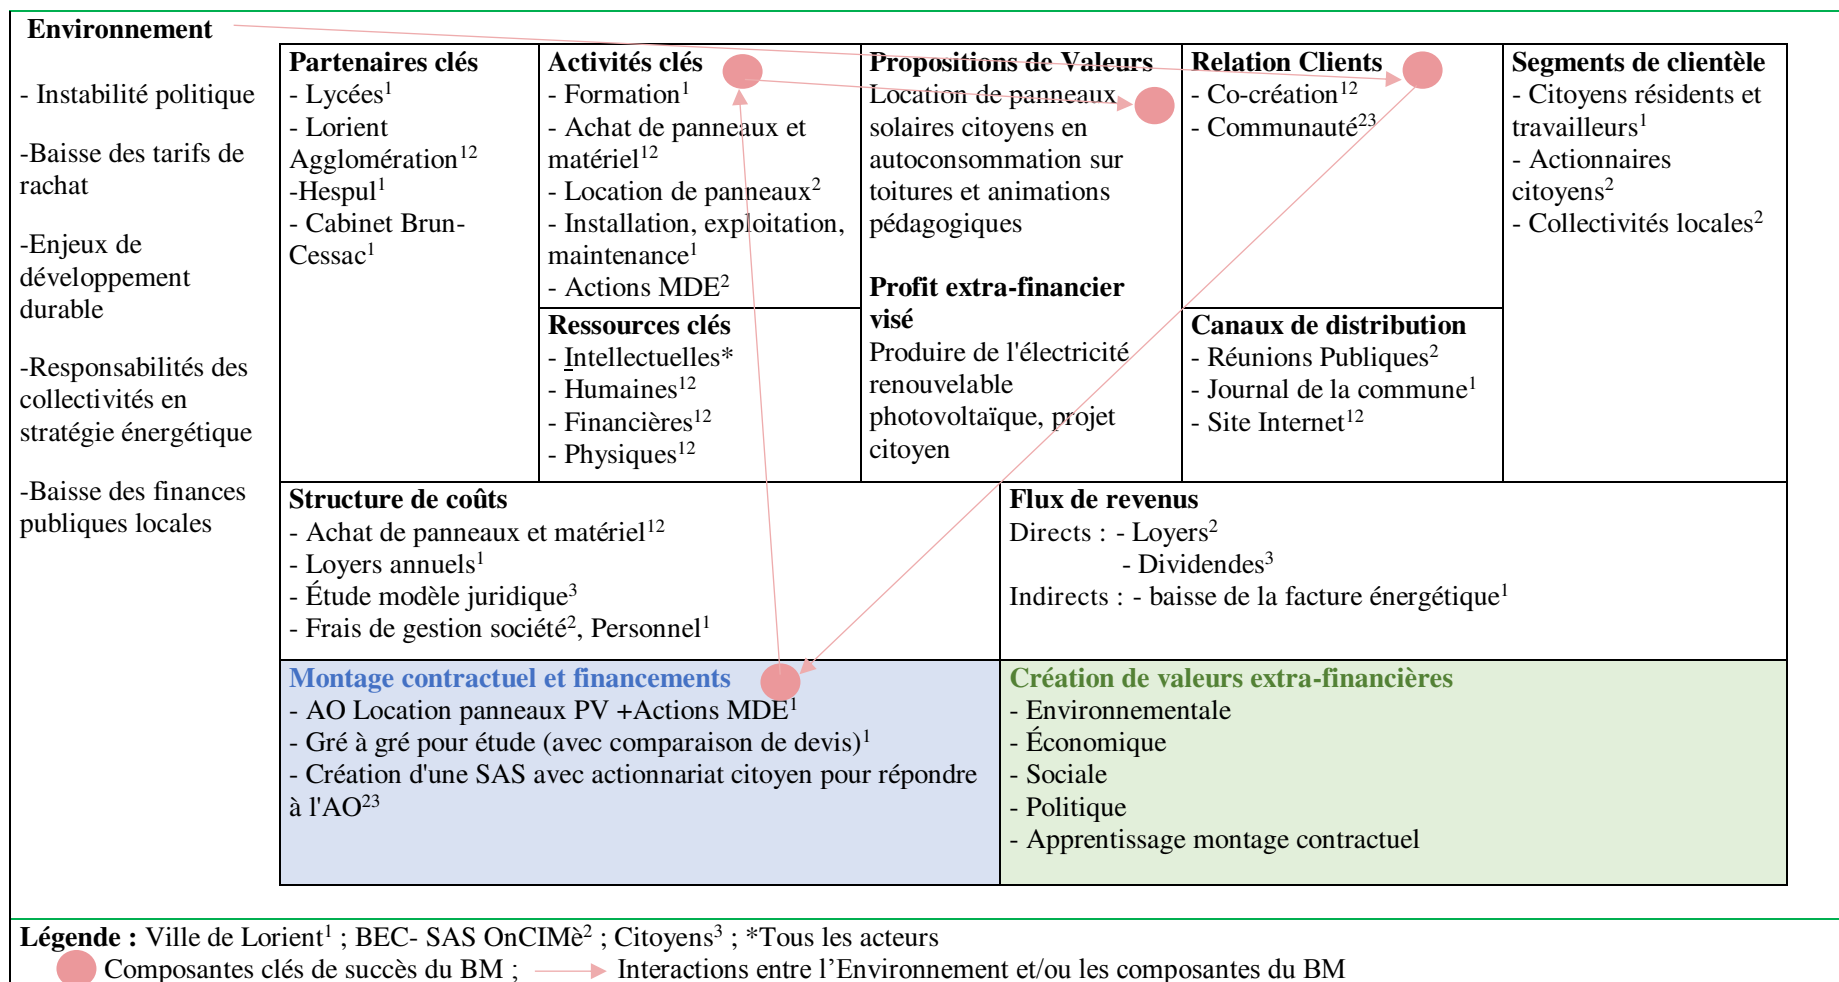 Environnement
- Instabilité politique
-Baisse des tarifs de
rachat
-Enjeux de
développement
durable
-Responsabilités des
collectivités en
stratégie énergétique
-Baisse des finances
publiques locales
Partenaires clés
- Lycées¹
- Lorient
Agglomération¹²
-Hespul¹
- Cabinet Brun-
Cessac¹
Activités clés
- Formation¹
- Achat de panneaux et
matériel¹²
- Location de panneaux²
- Installation, exploitation,
maintenance¹
- Actions MDE²
Ressources clés
- Intellectuelles*
- Humaines¹²
- Financières¹²
- Physiques¹²
Propositions de Valeurs
Location de panneaux
solaires citoyens en
autoconsommation sur
toitures et animations
pédagogiques
Profit extra-financier
visé
Produire de l'électricité
renouvelable
photovoltaïque, projet
citoyen
Relation Clients
- Co-création¹²
- Communauté²³
Canaux de distribution
- Réunions Publiques²
- Journal de la commune¹
- Site Internet¹²
Segments de clientèle
- Citoyens résidents et
travailleurs¹
- Actionnaires
citoyens²
- Collectivités locales²
Structure de coûts
- Achat de panneaux et matériel¹²
- Loyers annuels¹
- Étude modèle juridique³
- Frais de gestion société², Personnel¹
Flux de revenus
Directs : - Loyers²
- Dividendes³
Indirects : - baisse de la facture énergétique¹
Montage contractuel et financements
- AO Location panneaux PV +Actions MDE¹
- Gré à gré pour étude (avec comparaison de devis)¹
- Création d'une SAS avec actionnariat citoyen pour répondre
à l'AO²³
Création de valeurs extra-financières
- Environnementale
- Économique
- Sociale
- Politique
- Apprentissage montage contractuel
Légende : Ville de Lorient¹ ; BEC- SAS OnCIMè² ; Citoyens³ ; *Tous les acteurs
Composantes clés de succès du BM ; Interactions entre l’Environnement et/ou les composantes du BM